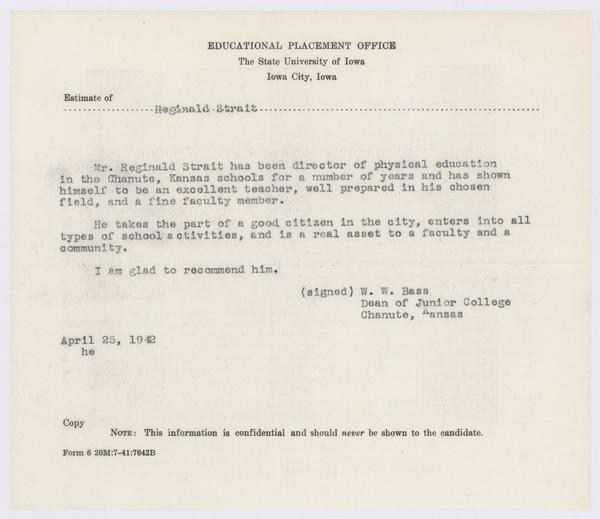 EDUCATIONAL PLACEMENT OFFICE
The State University of Iowa
Iowa City, Iowa
Estimate of
Reginald Strait
Mr. Reginald Strait has been director of physical education
in the Chanute, Kansas schools for a number of years and has shown
himself to be an excellent teacher, well prepared in his chosen
field, and a fine faculty member.
He takes the part of a good citizen in the city, enters into all
types of school activities, and is a real asset to a faculty and a
community.
I am glad to recommend him.
(signed) W. W. Bass
Dean of Junior College
Chanute, Kansas
April 25, 1942
he
Copy
NOTE: This information is confidential and should never be shown to the candidate.
Form 6 20M:7-41:7642B